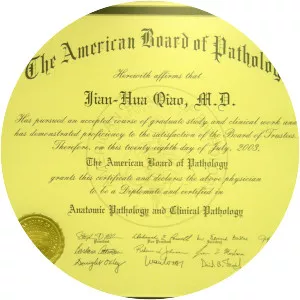 The American Board of Pathology
Herewith affirms that
Jian-Hua Qiao, M.D.
Has pursued an accepted course of graduate study and clinical work and
has demonstrated proficiency to the satisfaction of the Board of Trustees.
Therefore, on this twenty eighth day of July, 2003,
The American Board of Pathology
grants this certificate and declares the above physician
to be a Diplomate and certified in
Anatomic Pathology and Clinical Pathology
President
Vice President